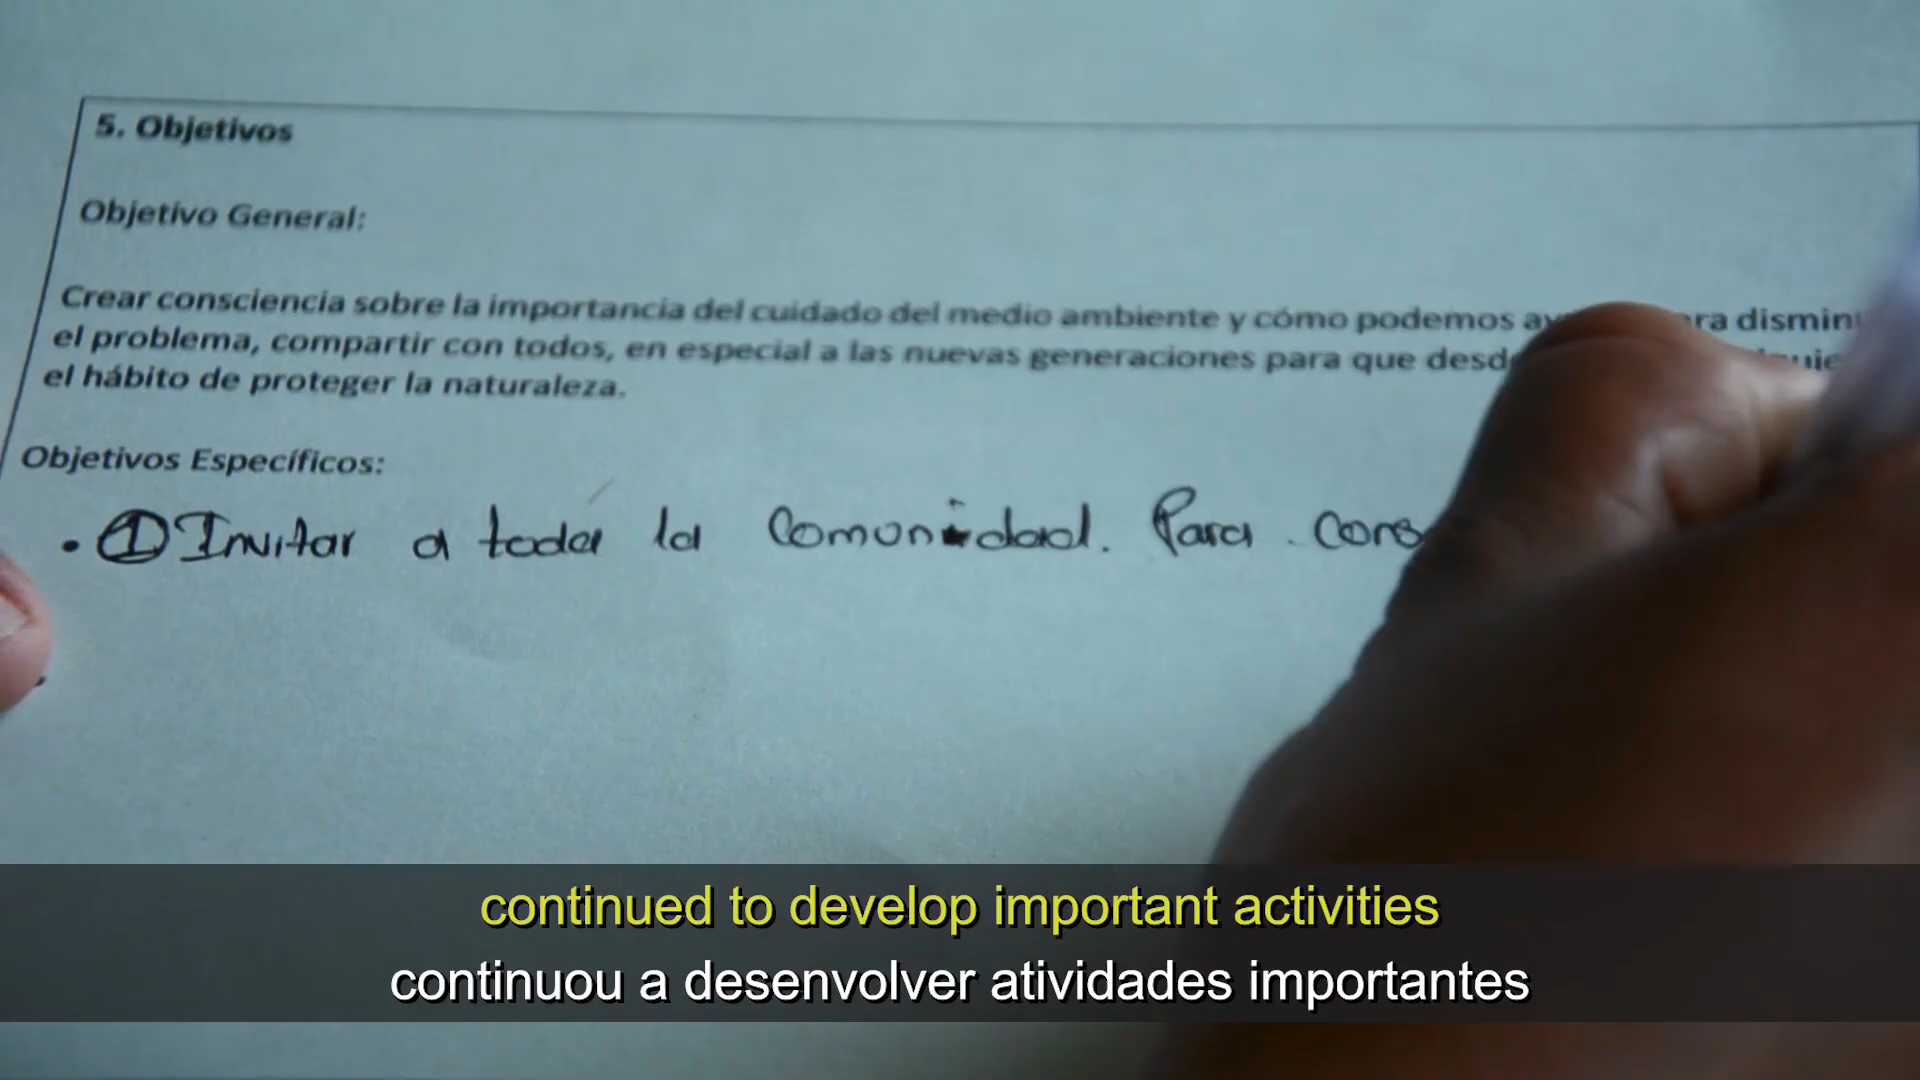 5. Objetivos
Objetivo General:
Crear consciencia sobre la importancia del cuidado del medio ambiente y cómo podemos
el problema, compartir con todos, en especial a las nuevas generaciones para que
el hábito de proteger la naturaleza.
Objetivos Específicos:
• ① Invitar a toda la Comunidad. Para
continued to develop important activities
continuou a desenvolver atividades importantes